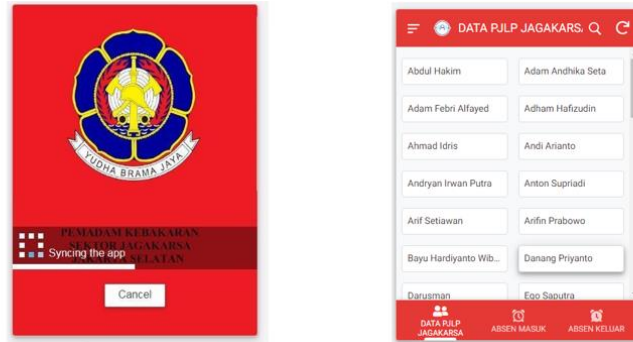 YUDHA BRAMA JAYA
PEMADAM KEBAKARAN
SEKTOR JAGAKARSA
JAKARTA SELATAN
Syncing the app
Cancel
DATA PJLP JAGAKARS
Abdul Hakim
Adam Andhika Seta
Adam Febri Alfayed
Adham Hafizudin
Ahmad Idris
Andi Arianto
Andryan Irwan Putra
Anton Supriadi
Arif Setiawan
Arifin Prabowo
Bayu Hardiyanto Wib...
Danang Priyanto
Darusman
Ego Saputra
DATA PJLP
JAGAKARSA
ABSEN MASUK
ABSEN KELUAR